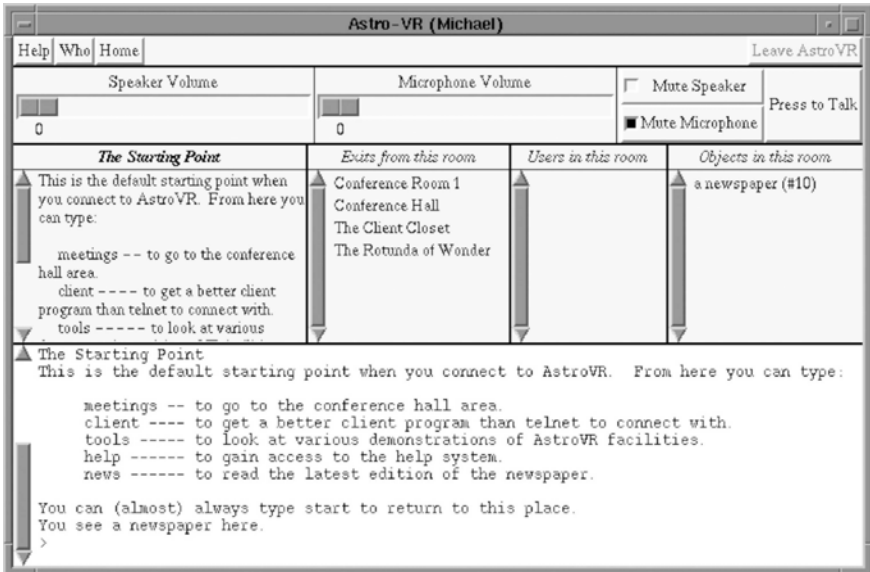 Astro-VR (Michael)
Help Who Home Leave AstroVR
Speaker Volume
0
Microphone Volume
0
Mute Speaker
Mute Microphone
Press to Talk
The Starting Point
This is the default starting point when
you connect to AstroVR. From here you
can type:
meetings -- to go to the conference
hall area.
client ---- to get a better client
program than telnet to connect with.
tools ----- to look at various
Exits from this room
Conference Room 1
Conference Hall
The Client Closet
The Rotunda of Wonder
Users in this room
Objects in this room
a newspaper (#10)
The Starting Point
This is the default starting point when you connect to AstroVR. From here you can type:
meetings -- to go to the conference hall area.
client ---- to get a better client program than telnet to connect with.
tools ----- to look at various demonstrations of AstroVR facilities.
help ------ to gain access to the help system.
news ------ to read the latest edition of the newspaper.
You can (almost) always type start to return to this place.
You see a newspaper here.
>